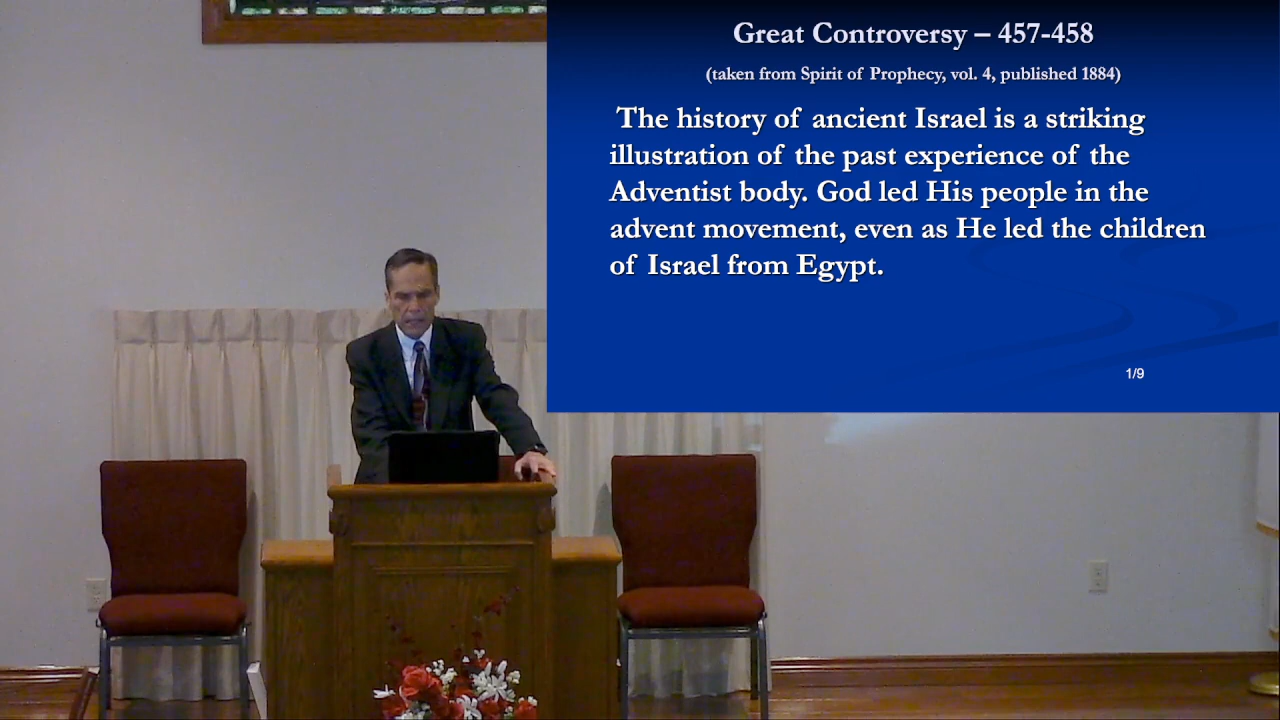 Great Controversy – 457-458
(taken from Spirit of Prophecy, vol. 4, published 1884)
The history of ancient Israel is a striking
illustration of the past experience of the
Adventist body. God led His people in the
advent movement, even as He led the children
of Israel from Egypt.
1/9